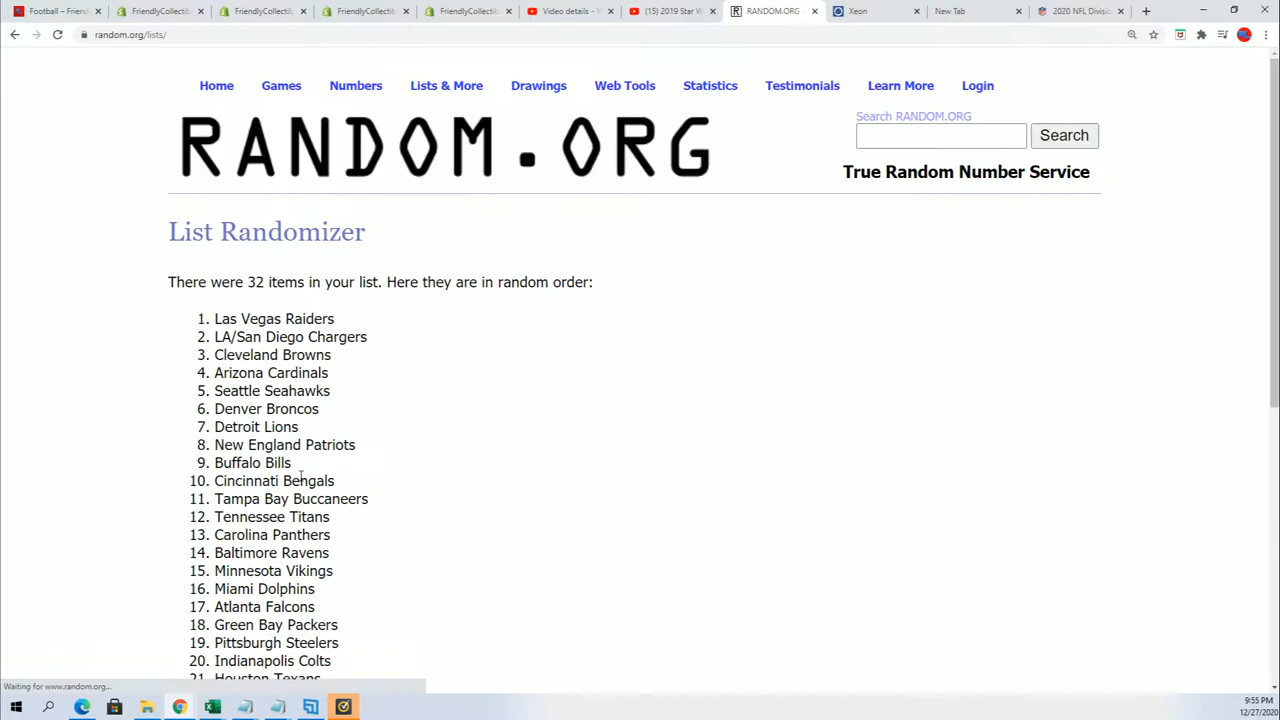 Football – Friend
FriendlyCollectib
FriendlyCollectib
FriendlyCollectib
FriendlyCollectib
Video details - Y
(15) 2019 Star W
RANDOM.ORG -
Xeon
New Tab
2020 NFL Divisio
random.org/lists/
Home
Games
Numbers
Lists & More
Drawings
Web Tools
Statistics
Testimonials
Learn More
Login
RANDOM.ORG
Search RANDOM.ORG
Search
True Random Number Service
List Randomizer
There were 32 items in your list. Here they are in random order:
1. Las Vegas Raiders
2. LA/San Diego Chargers
3. Cleveland Browns
4. Arizona Cardinals
5. Seattle Seahawks
6. Denver Broncos
7. Detroit Lions
8. New England Patriots
9. Buffalo Bills
10. Cincinnati Bengals
11. Tampa Bay Buccaneers
12. Tennessee Titans
13. Carolina Panthers
14. Baltimore Ravens
15. Minnesota Vikings
16. Miami Dolphins
17. Atlanta Falcons
18. Green Bay Packers
19. Pittsburgh Steelers
20. Indianapolis Colts
21. Houston Texans
Waiting for www.random.org...
9:55 PM
12/27/2020